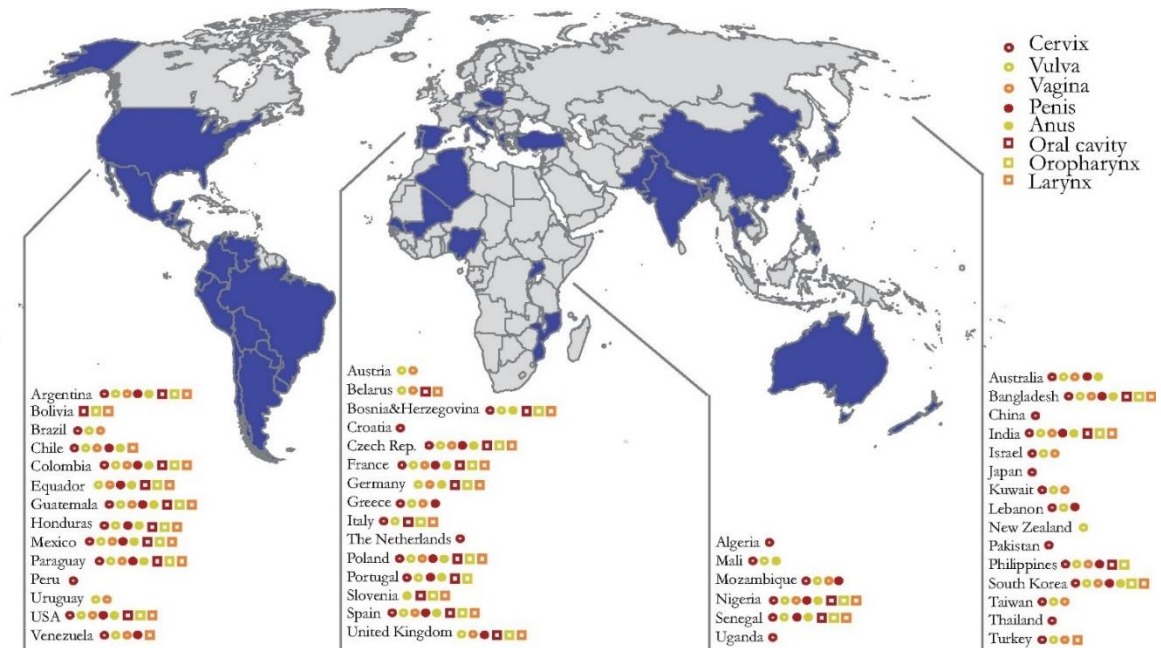 Cervix
Vulva
Vagina
Penis
Anus
Oral cavity
Oropharynx
Larynx
Argentina
Bolivia
Brazil
Chile
Colombia
Equador
Guatemala
Honduras
Mexico
Paraguay
Peru
Uruguay
USA
Venezuela
Austria
Belarus
Bosnia&Herzegovina
Croatia
Czech Rep.
France
Germany
Greece
Italy
The Netherlands
Poland
Portugal
Slovenia
Spain
United Kingdom
Algeria
Mali
Mozambique
Nigeria
Senegal
Uganda
Australia
Bangladesh
China
India
Israel
Japan
Kuwait
Lebanon
New Zealand
Pakistan
Philippines
South Korea
Taiwan
Thailand
Turkey